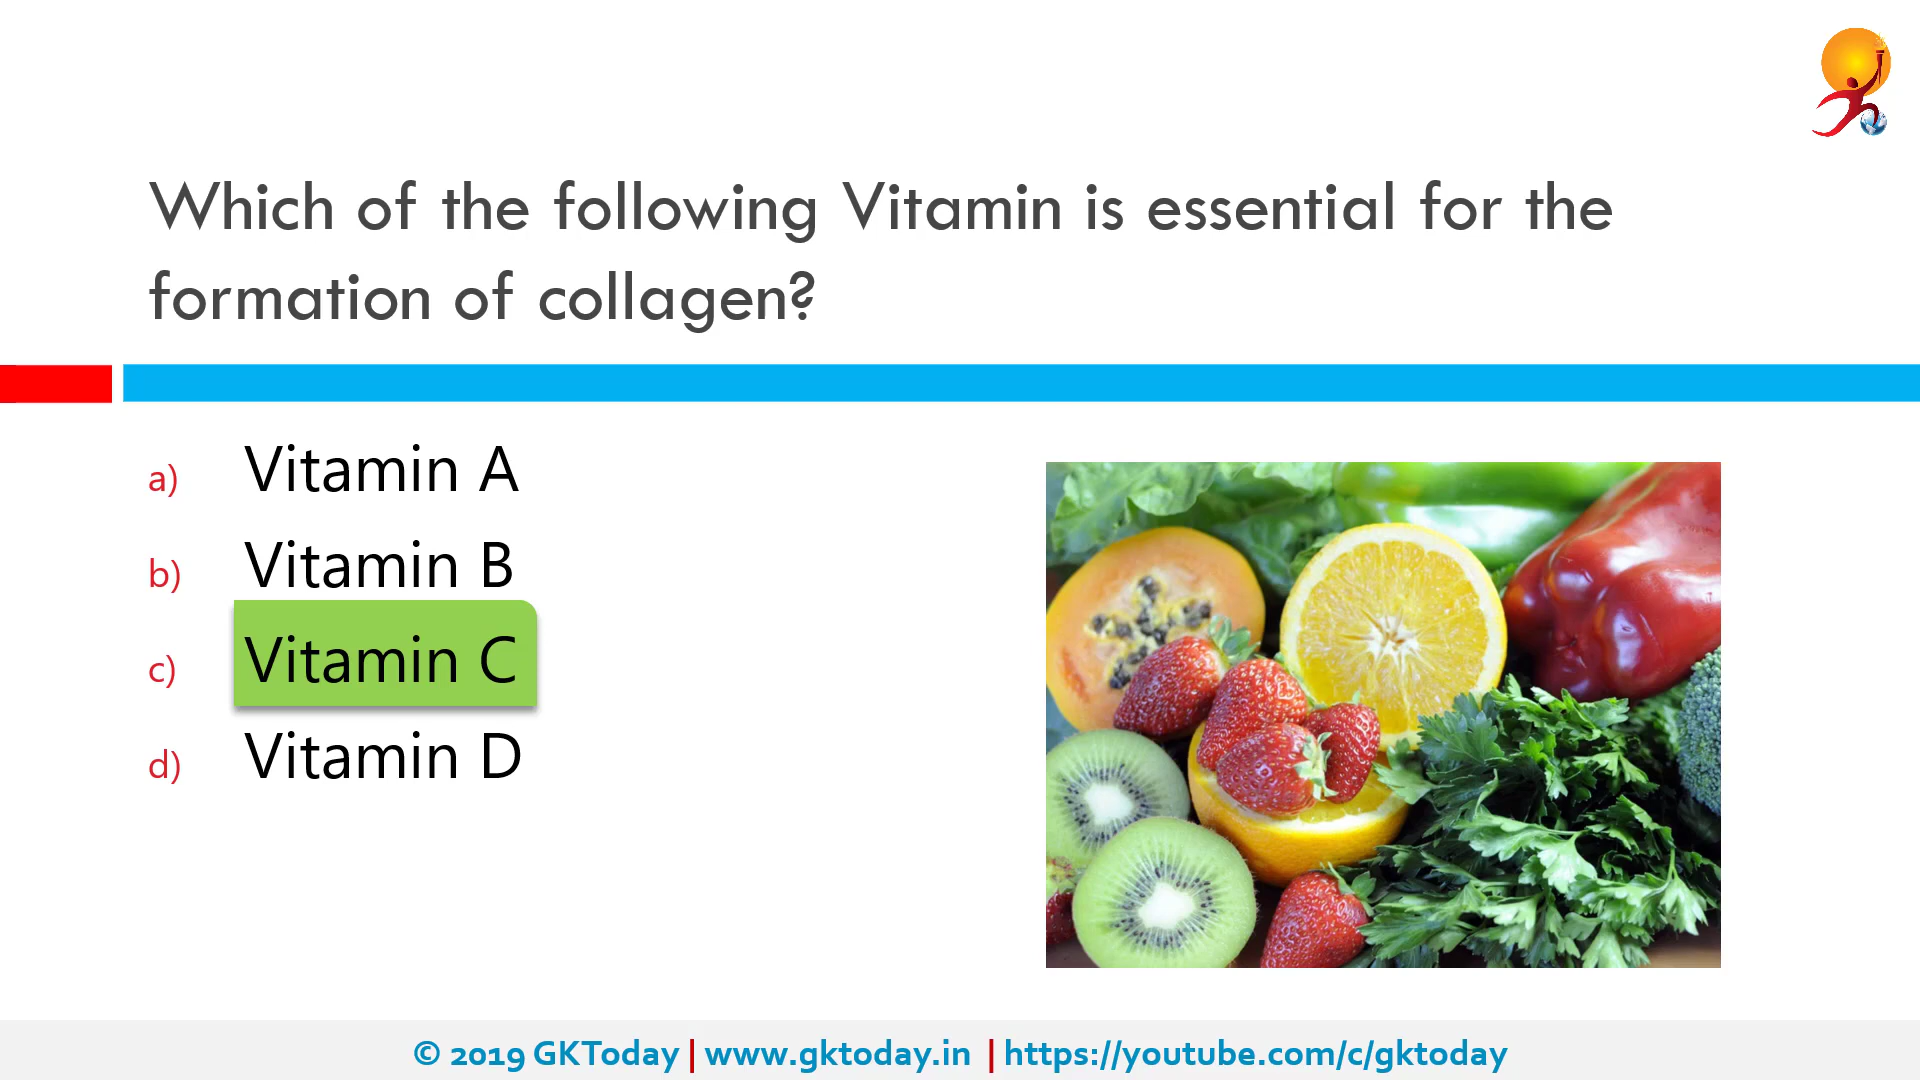 Which of the following Vitamin is essential for the
formation of collagen?
a) Vitamin A
b) Vitamin B
c) Vitamin C
d) Vitamin D
© 2019 GKToday | www.gktoday.in | https://youtube.com/c/gktoday